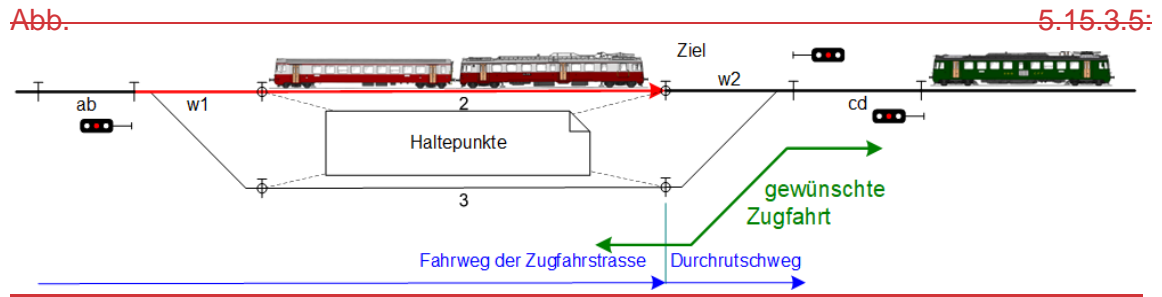 Abb. 5.15.3.5:
Ziel
ab w1 2 w2 cd
Haltepunkte
3
gewünschte
Zugfahrt
Fahrweg der Zugfahrstrasse Durchrutschweg